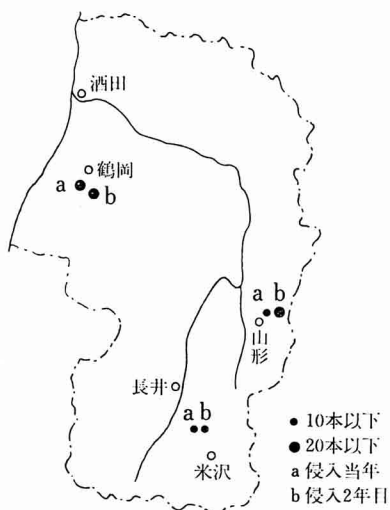 酒田
鶴岡
a b
a b
山形
長井
a b
米沢
● 10本以下
● 20本以下
a 侵入当年
b 侵入2年目